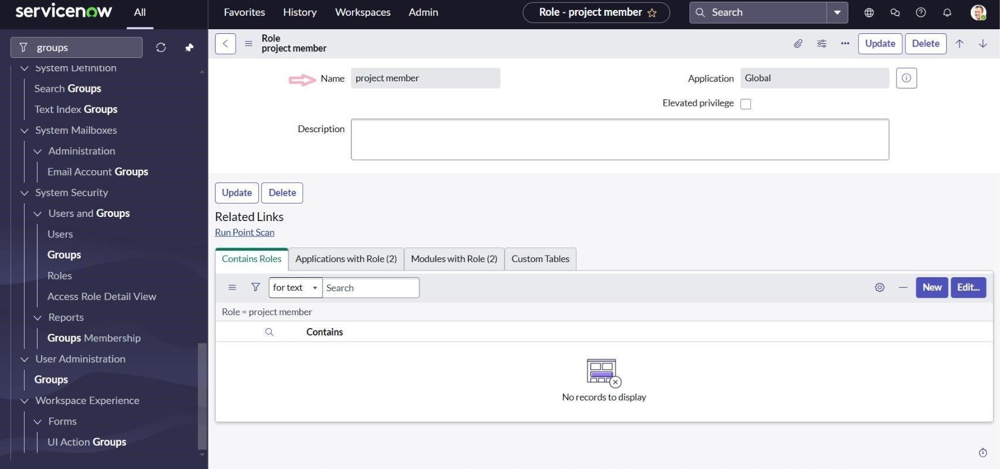 servicenow
All
Favorites
History
Workspaces
Admin
Role - project member
Search
groups
System Definition
Search Groups
Text Index Groups
System Mailboxes
Administration
Email Account Groups
System Security
Users and Groups
Users
Groups
Roles
Access Role Detail View
Reports
Groups Membership
User Administration
Groups
Workspace Experience
Forms
UI Action Groups
Role
project member
Update
Delete
Name
project member
Application
Global
Elevated privilege
Description
Update
Delete
Related Links
Run Point Scan
Contains Roles
Applications with Role (2)
Modules with Role (2)
Custom Tables
for text
Search
New
Edit...
Role = project member
Contains
No records to display